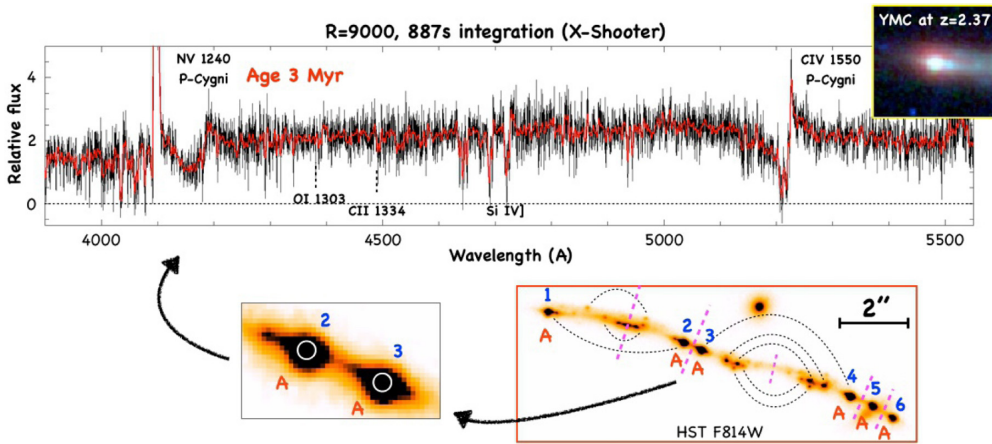 R=9000, 887s integration (X-Shooter)
YMC at z=2.37
NV 1240
P-Cygni
Age 3 Myr
CIV 1550
P-Cygni
4
2
0
Relative flux
OI 1303
CII 1334
Si IV]
4000
4500
5000
5500
Wavelength (A)
2
3
A
A
1
2
3
4
5
6
A
A
A
A
A
A
2”
HST F814W